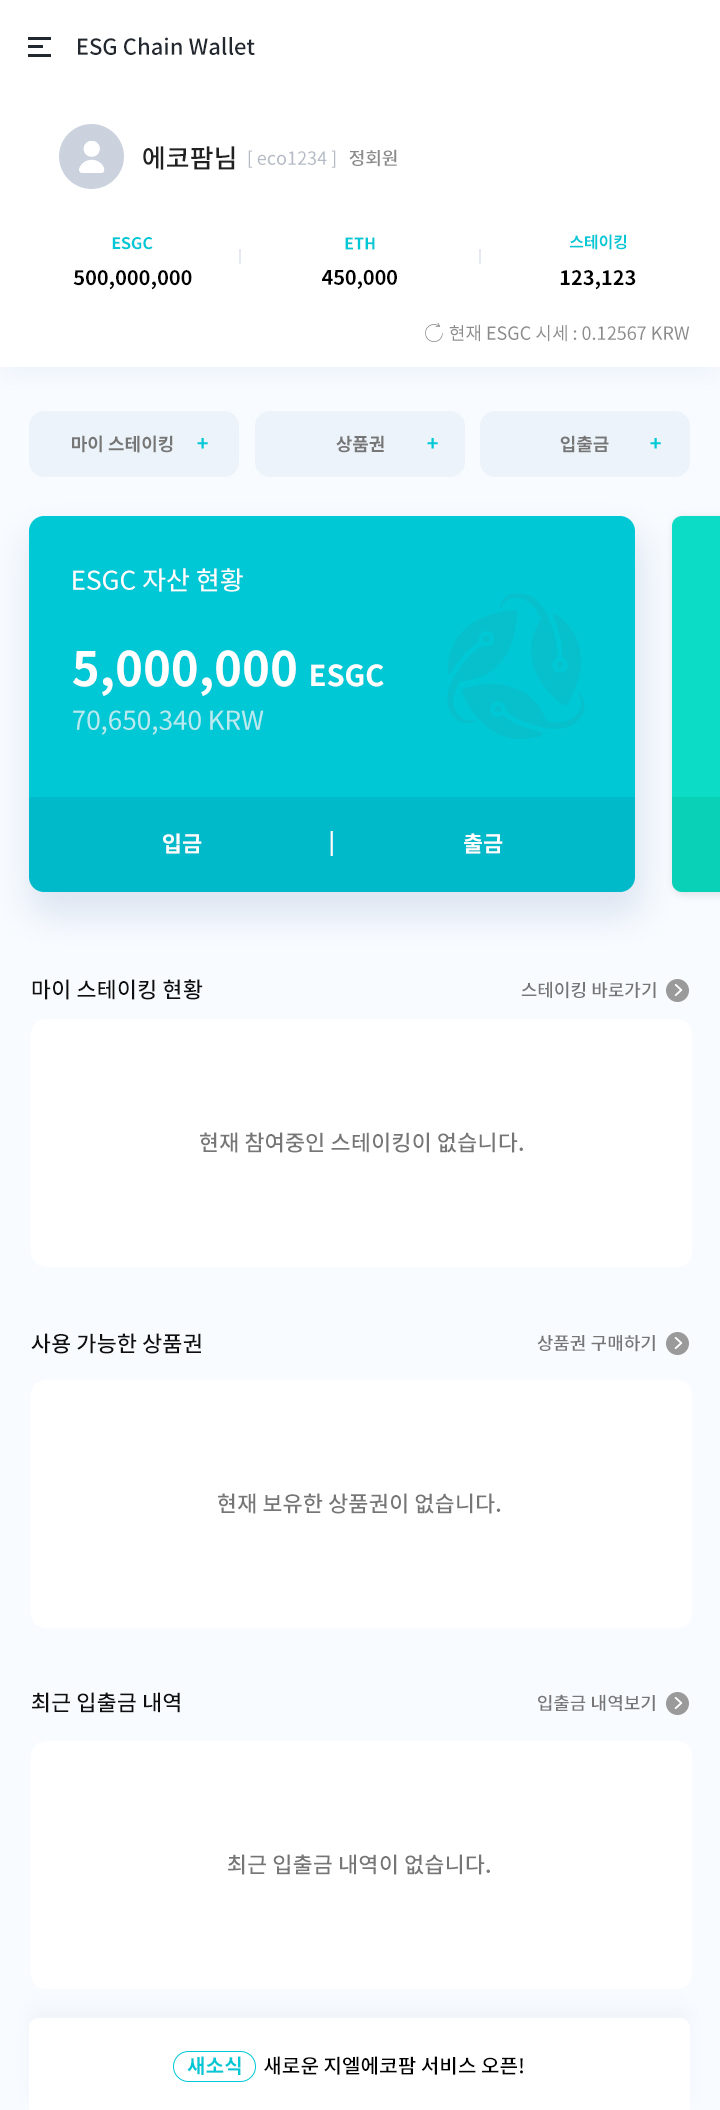 ESG Chain Wallet
에코팜님 [ eco1234 ] 정회원
ESGC ETH 스테이킹
500,000,000 450,000 123,123
현재 ESGC 시세 : 0.12567 KRW
마이 스테이킹 + 상품권 + 입출금 +
ESGC 자산 현황
5,000,000 ESGC
70,650,340 KRW
입금 | 출금
마이 스테이킹 현황 스테이킹 바로가기
현재 참여중인 스테이킹이 없습니다.
사용 가능한 상품권 상품권 구매하기
현재 보유한 상품권이 없습니다.
최근 입출금 내역 입출금 내역보기
최근 입출금 내역이 없습니다.
새소식 새로운 지엘에코팜 서비스 오픈!